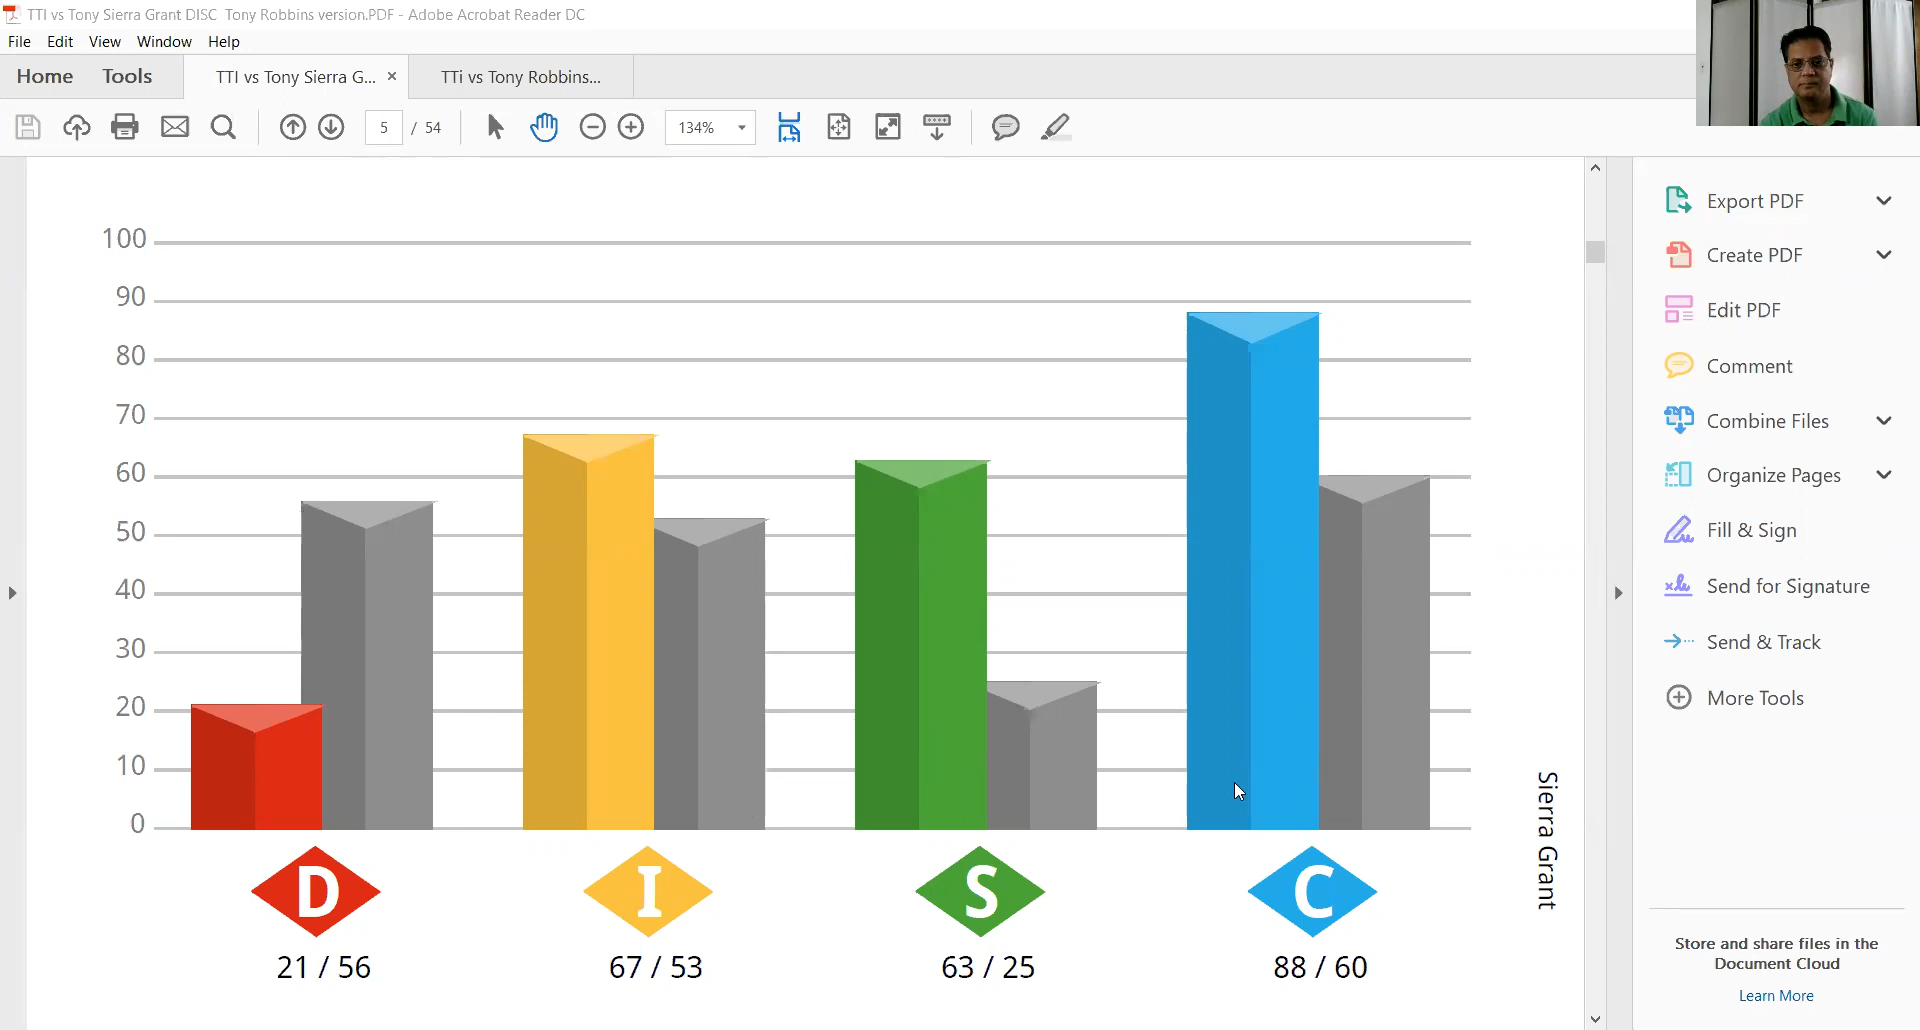 TTI vs Tony Sierra Grant DISC  Tony Robbins version.PDF - Adobe Acrobat Reader DC
File Edit View Window Help
Home Tools TTI vs Tony Sierra G... × TTi vs Tony Robbins...
5 / 54 134%
100
90
80
70
60
50
40
30
20
10
0
D I S C
21 / 56 67 / 53 63 / 25 88 / 60
Sierra Grant
Export PDF
Create PDF
Edit PDF
Comment
Combine Files
Organize Pages
Fill & Sign
Send for Signature
Send & Track
More Tools
Store and share files in the
Document Cloud
Learn More